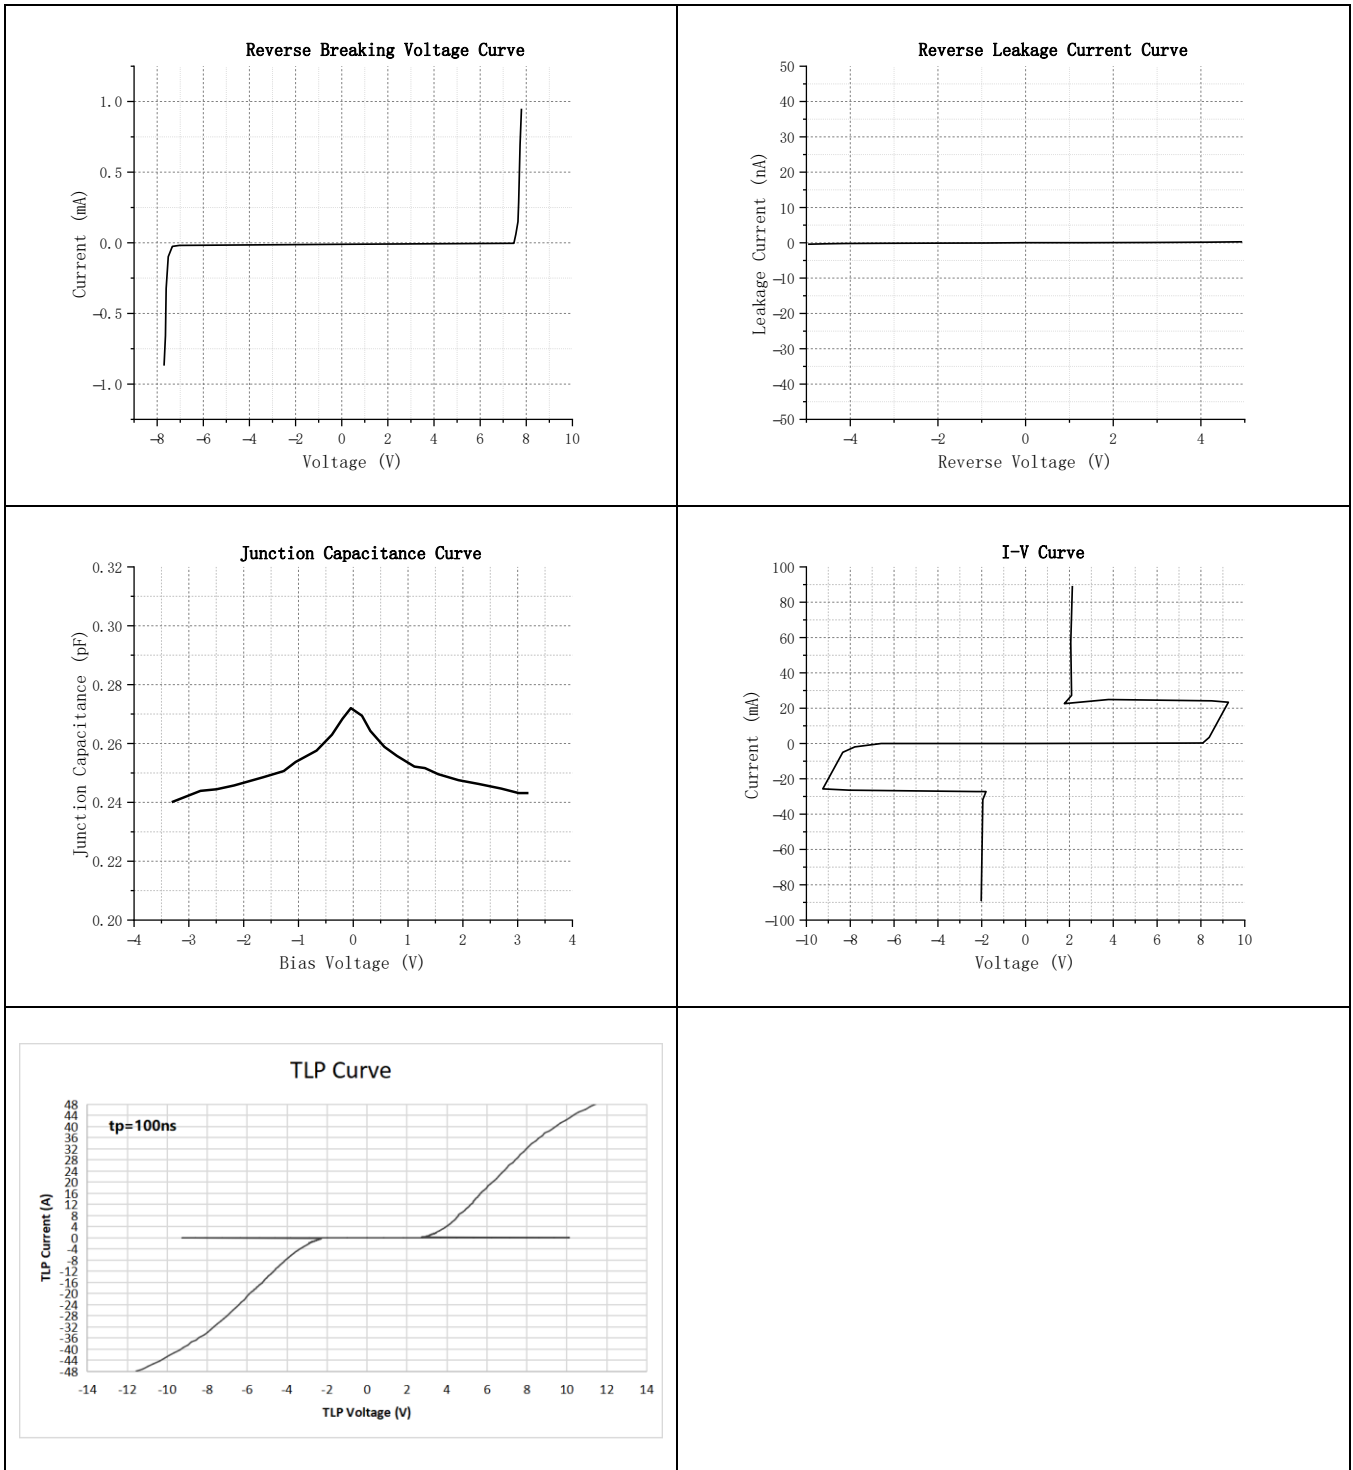 Reverse Breaking Voltage Curve
1.0
0.5
0.0
-0.5
-1.0
Current (mA)
-8 -6 -4 -2 0 2 4 6 8 10
Voltage (V)
Reverse Leakage Current Curve
50
40
30
20
10
0
-10
-20
-30
-40
-50
Leakage Current (nA)
-4 -2 0 2 4
Reverse Voltage (V)
Junction Capacitance Curve
0.32
0.30
0.28
0.26
0.24
0.22
0.20
Junction Capacitance (pF)
-4 -3 -2 -1 0 1 2 3 4
Bias Voltage (V)
I-V Curve
100
80
60
40
20
0
-20
-40
-60
-80
-100
Current (mA)
-10 -8 -6 -4 -2 0 2 4 6 8 10
Voltage (V)
TLP Curve
tp=100ns
48
44
40
36
32
28
24
20
16
12
8
4
0
-4
-8
-12
-16
-20
-24
-28
-32
-36
-40
-44
-48
TLP Current (A)
-14 -12 -10 -8 -6 -4 -2 0 2 4 6 8 10 12 14
TLP Voltage (V)